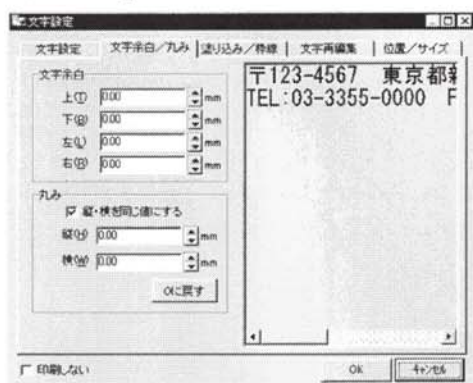 文字設定
文字設定 文字余白/丸み 塗り込み/枠線 文字再編集 位置/サイズ
文字余白
上(T) 0.00 mm
下(B) 0.00 mm
左(L) 0.00 mm
右(R) 0.00 mm
丸み
縦・横を同じ値にする
縦(H) 0.00 mm
横(W) 0.00 mm
0に戻す
〒123-4567 東京都新
TEL:03-3355-0000 F
印刷しない
OK キャンセル